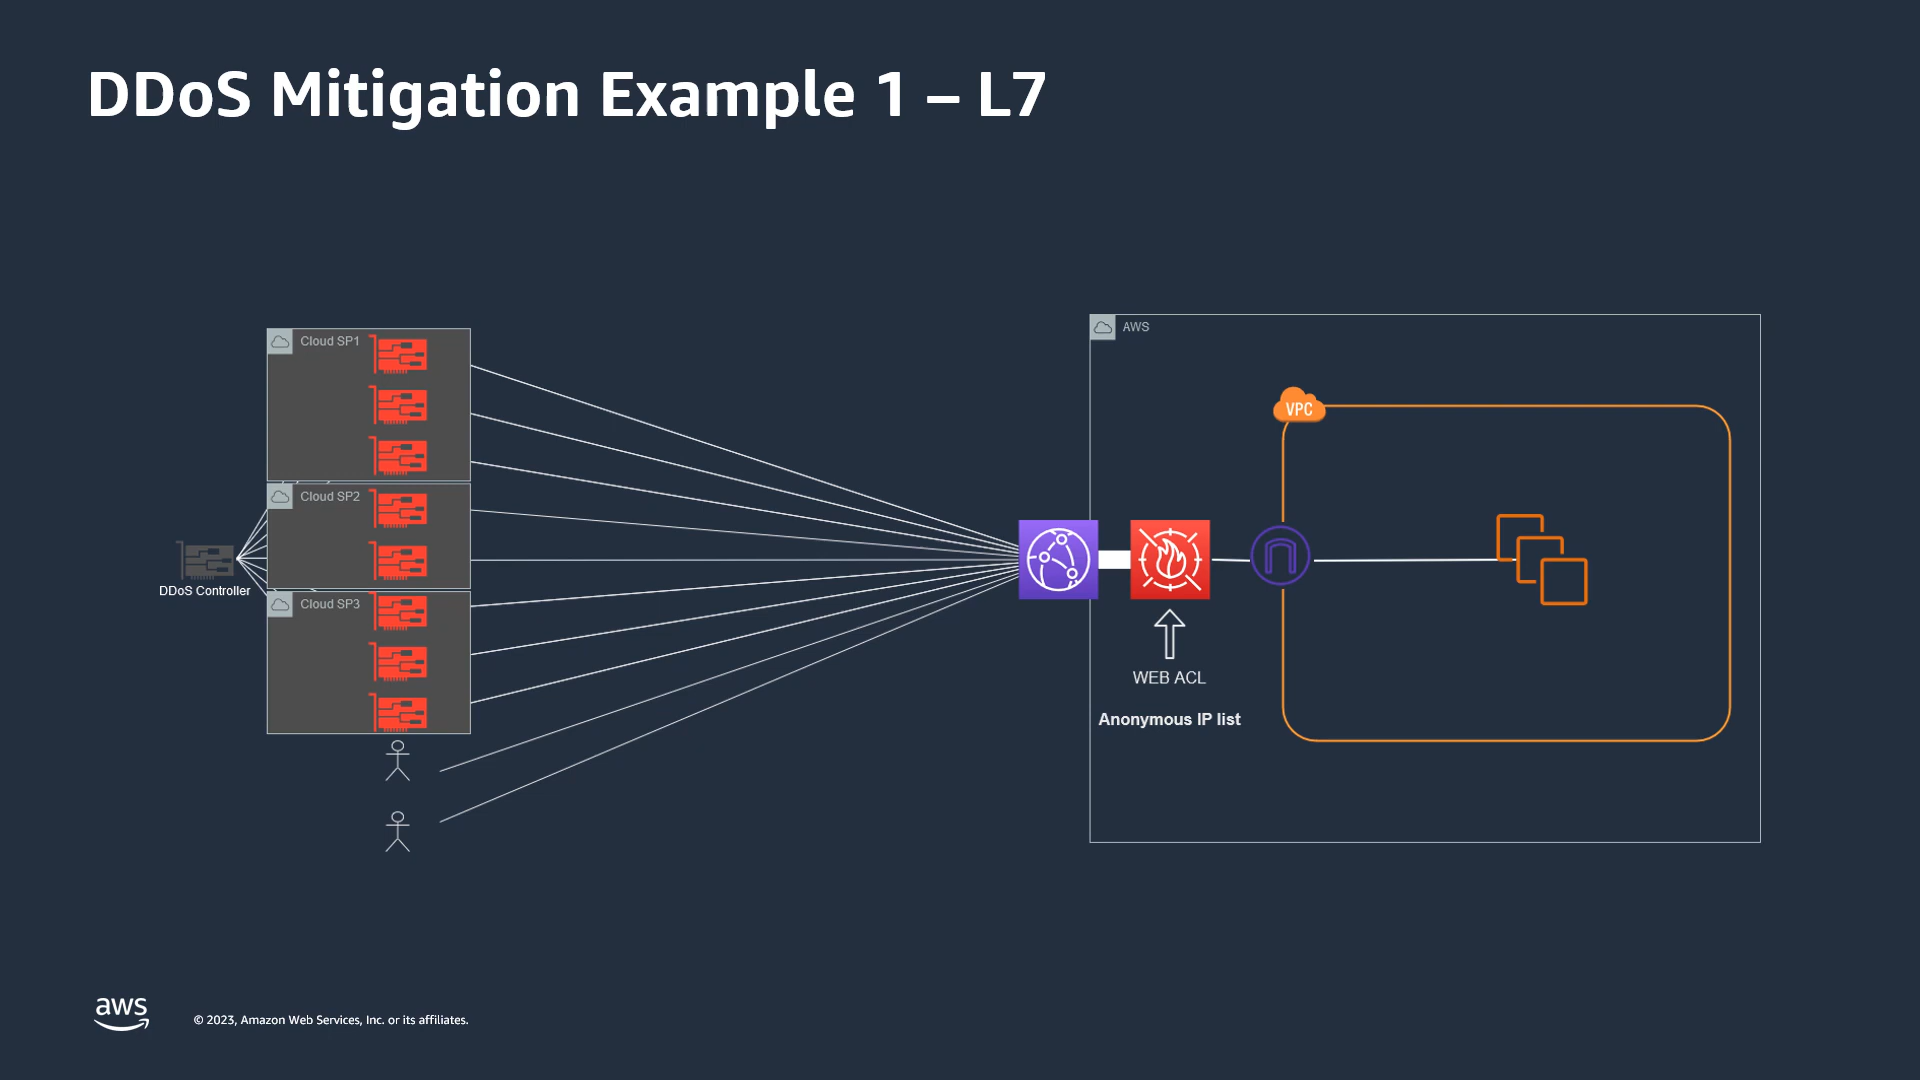 DDoS Mitigation Example 1 – L7
Cloud SP1
Cloud SP2
Cloud SP3
DDoS Controller
AWS
VPC
WEB ACL
Anonymous IP list
aws
© 2023, Amazon Web Services, Inc. or its affiliates.